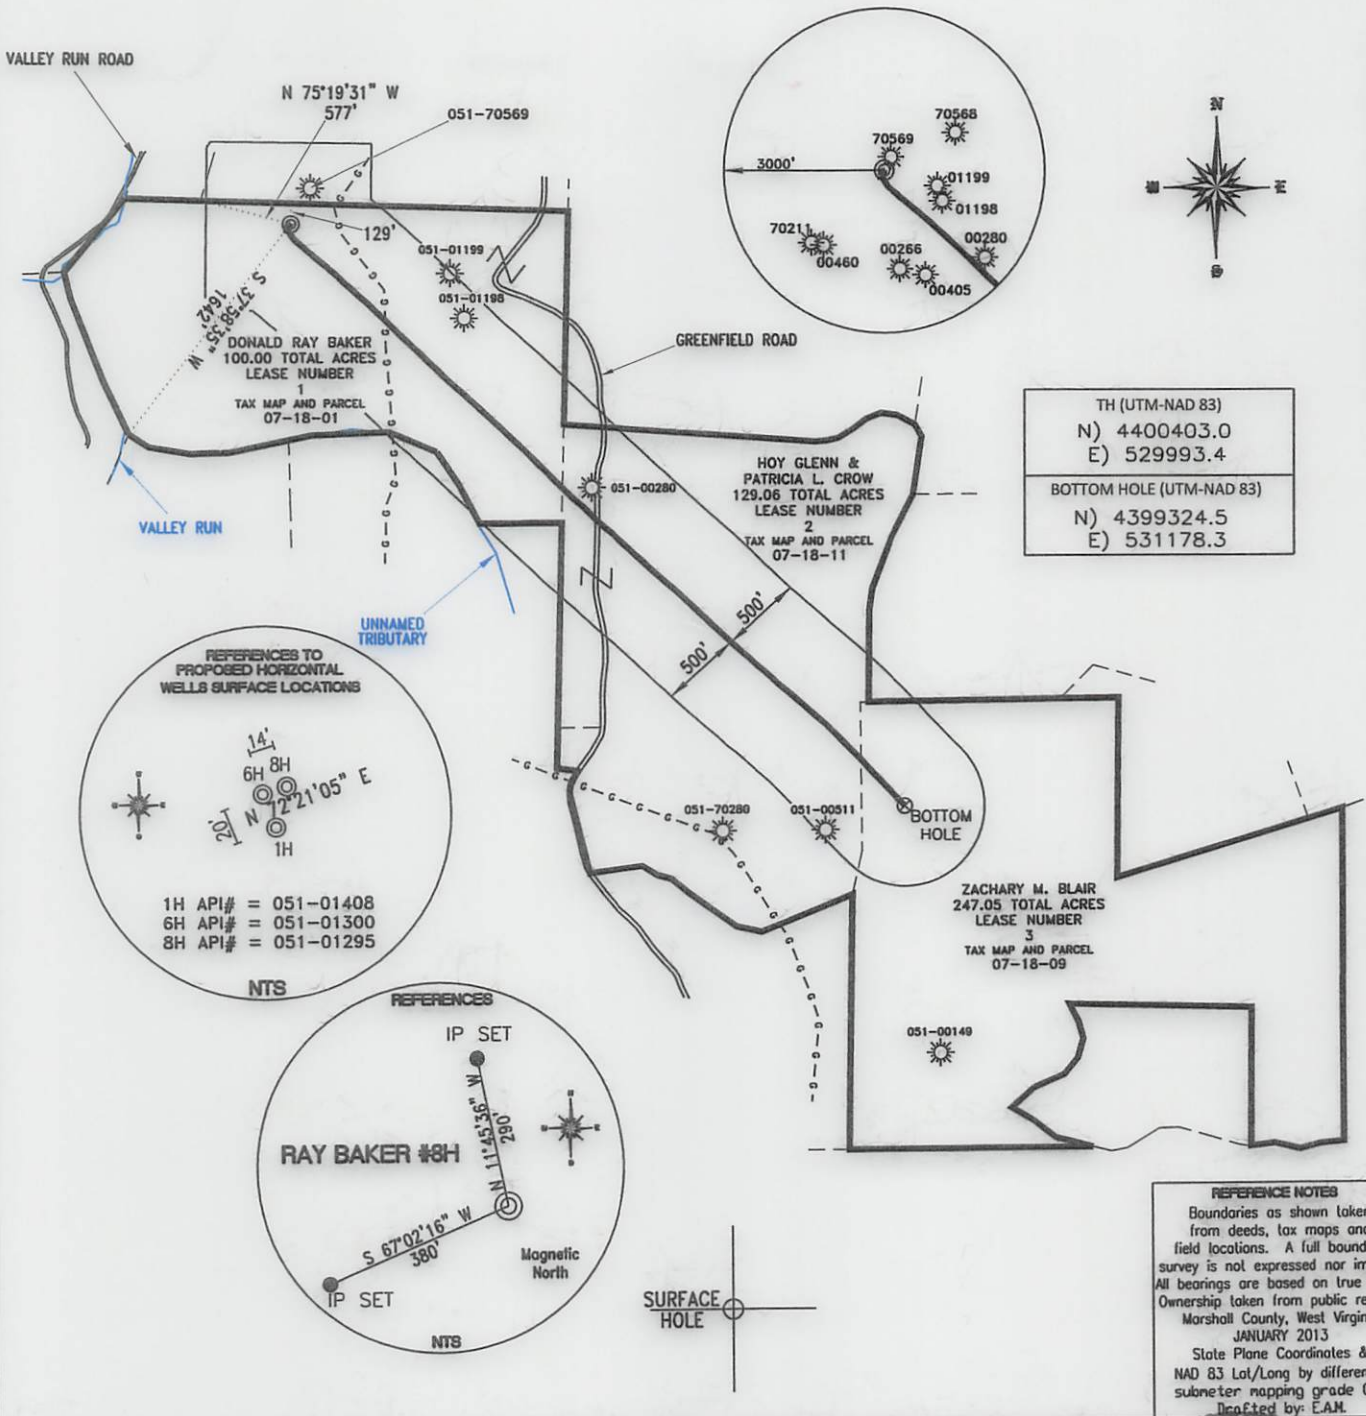 VALLEY RUN ROAD
N 75°19'31" W
577'
051-70569
129'
051-01199
051-01198
S 37°58'35" W
1642'
DONALD RAY BAKER
100.00 TOTAL ACRES
LEASE NUMBER
1
TAX MAP AND PARCEL
07-18-01
VALLEY RUN
UNNAMED
TRIBUTARY
GREENFIELD ROAD
70568
70569
3000'
01199
01198
70211
00460
00266
00280
00405
N
E
S
TH (UTM-NAD 83)
N) 4400403.0
E) 529993.4
BOTTOM HOLE (UTM-NAD 83)
N) 4399324.5
E) 531178.3
HOY GLENN &
PATRICIA L. CROW
129.06 TOTAL ACRES
LEASE NUMBER
2
TAX MAP AND PARCEL
07-18-11
051-00280
500'
500'
REFERENCES TO
PROPOSED HORIZONTAL
WELLS SURFACE LOCATIONS
14'
6H 8H
N 72°21'05" E
20'
1H
1H API# = 051-01408
6H API# = 051-01300
8H API# = 051-01295
NTS
051-70280
051-00511
BOTTOM
HOLE
ZACHARY M. BLAIR
247.05 TOTAL ACRES
LEASE NUMBER
3
TAX MAP AND PARCEL
07-18-09
051-00149
REFERENCES
IP SET
N 11°45'36" W
290'
RAY BAKER #8H
S 67°02'16" W
380'
IP SET
Magnetic
North
NTS
SURFACE
HOLE
REFERENCE NOTES
Boundaries as shown taken
from deeds, tax maps and
field locations. A full bound
survey is not expressed nor im
All bearings are based on true
Ownership taken from public re
Marshall County, West Virgin
JANUARY 2013
State Plane Coordinates &
NAD 83 Lat/Long by differen
submeter mapping grade
Drafted by: E.A.M.